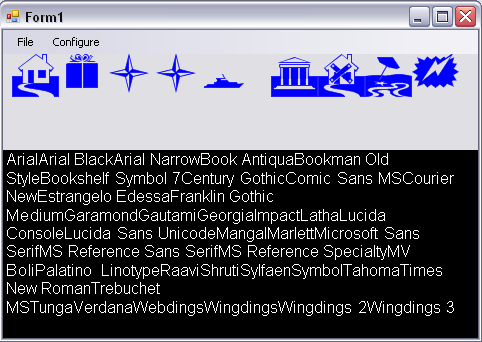 Form1
File Configure
ArialArial BlackArial NarrowBook AntiquaBookman Old
StyleBookshelf Symbol 7Century GothicComic Sans MSCourier
NewEstrangelo EdessaFranklin Gothic
MediumGaramondGautamiGeorgiaImpactLathaLucida
ConsoleLucida Sans UnicodeMangalMarlettMicrosoft Sans
SerifMS Reference Sans SerifMS Reference SpecialtyMV
BoliPalatino LinotypeRaaviShrutiSylfaenSymbolTahomaTimes
New RomanTrebuchet
MSTungaVerdanaWebdingsWingdingsWingdings 2Wingdings 3